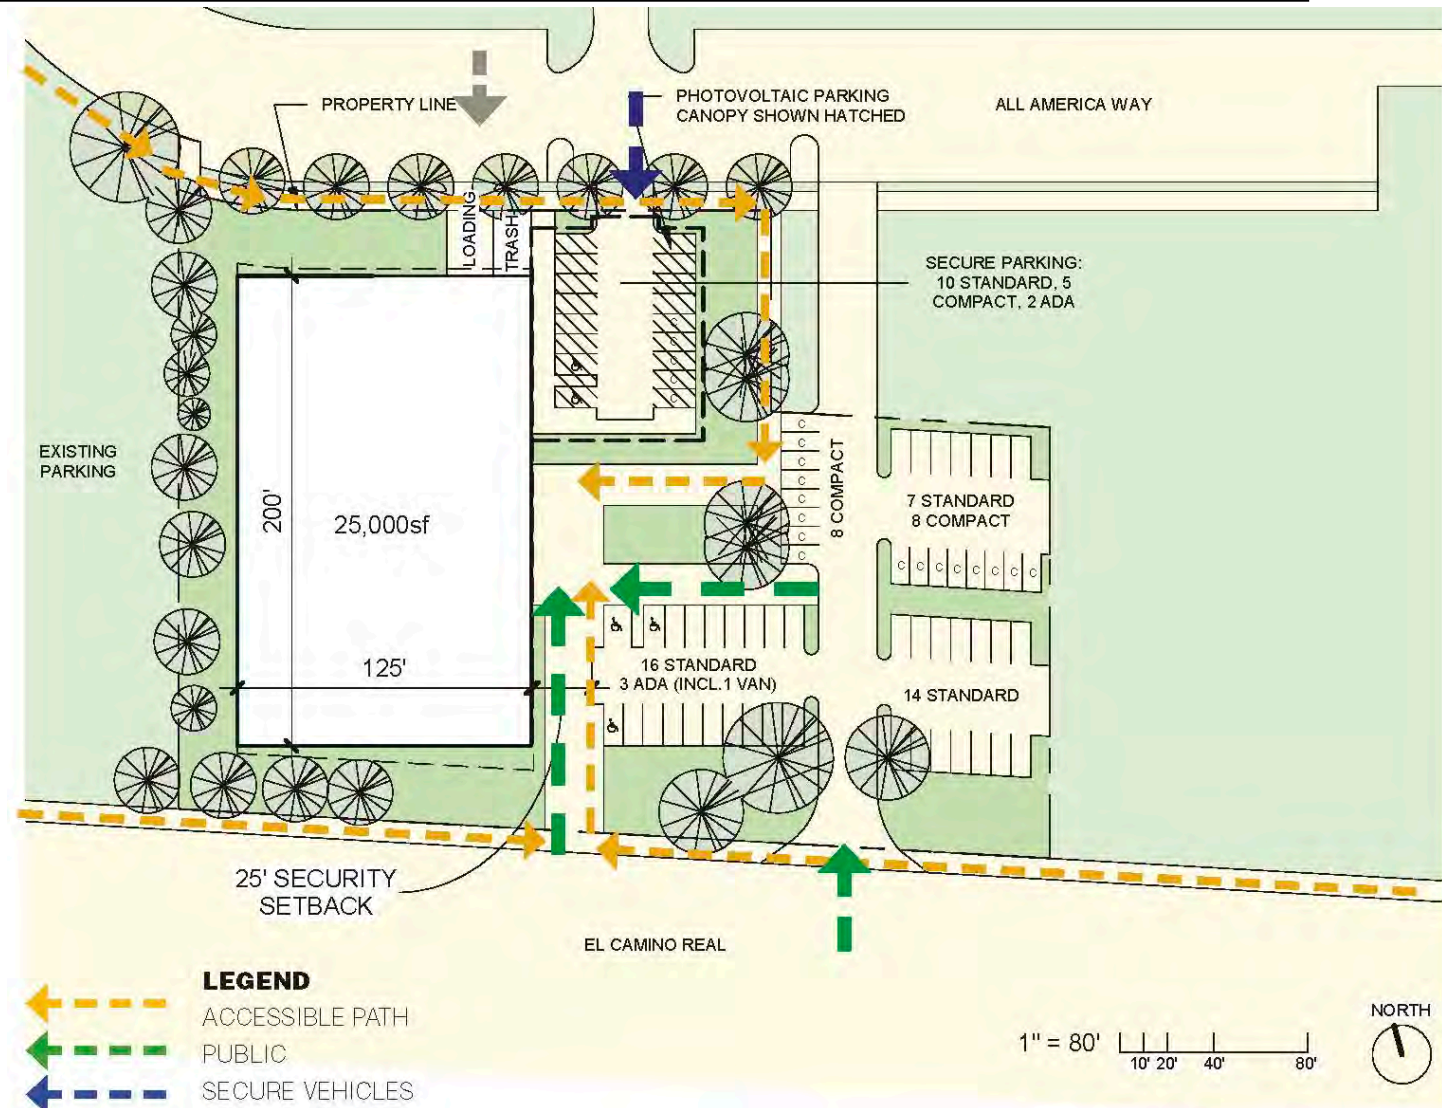 PROPERTY LINE
PHOTOVOLTAIC PARKING
CANOPY SHOWN HATCHED
ALL AMERICA WAY
LOADING
TRASH
SECURE PARKING:
10 STANDARD, 5
COMPACT, 2 ADA
C
C
C
C
C
EXISTING
PARKING
200'
25,000sf
C
C
C
C
C
C
C
C
8 COMPACT
7 STANDARD
8 COMPACT
C C C C C C C C
125'
16 STANDARD
3 ADA (INCL.1 VAN)
14 STANDARD
25' SECURITY
SETBACK
EL CAMINO REAL
LEGEND
ACCESSIBLE PATH
PUBLIC
SECURE VEHICLES
1" = 80'
10' 20' 40' 80'
NORTH